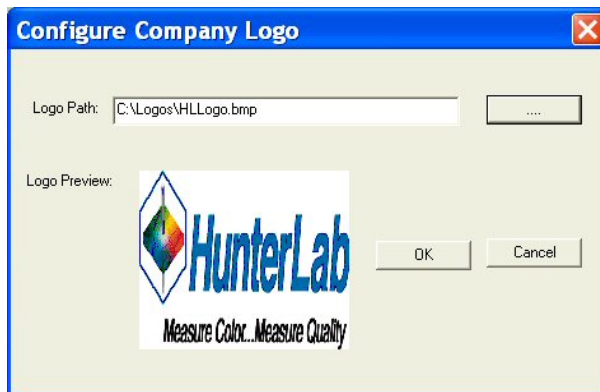 Configure Company Logo
Logo Path: C:\Logos\HLLogo.bmp ....
Logo Preview:
HunterLab
Measure Color...Measure Quality
OK Cancel